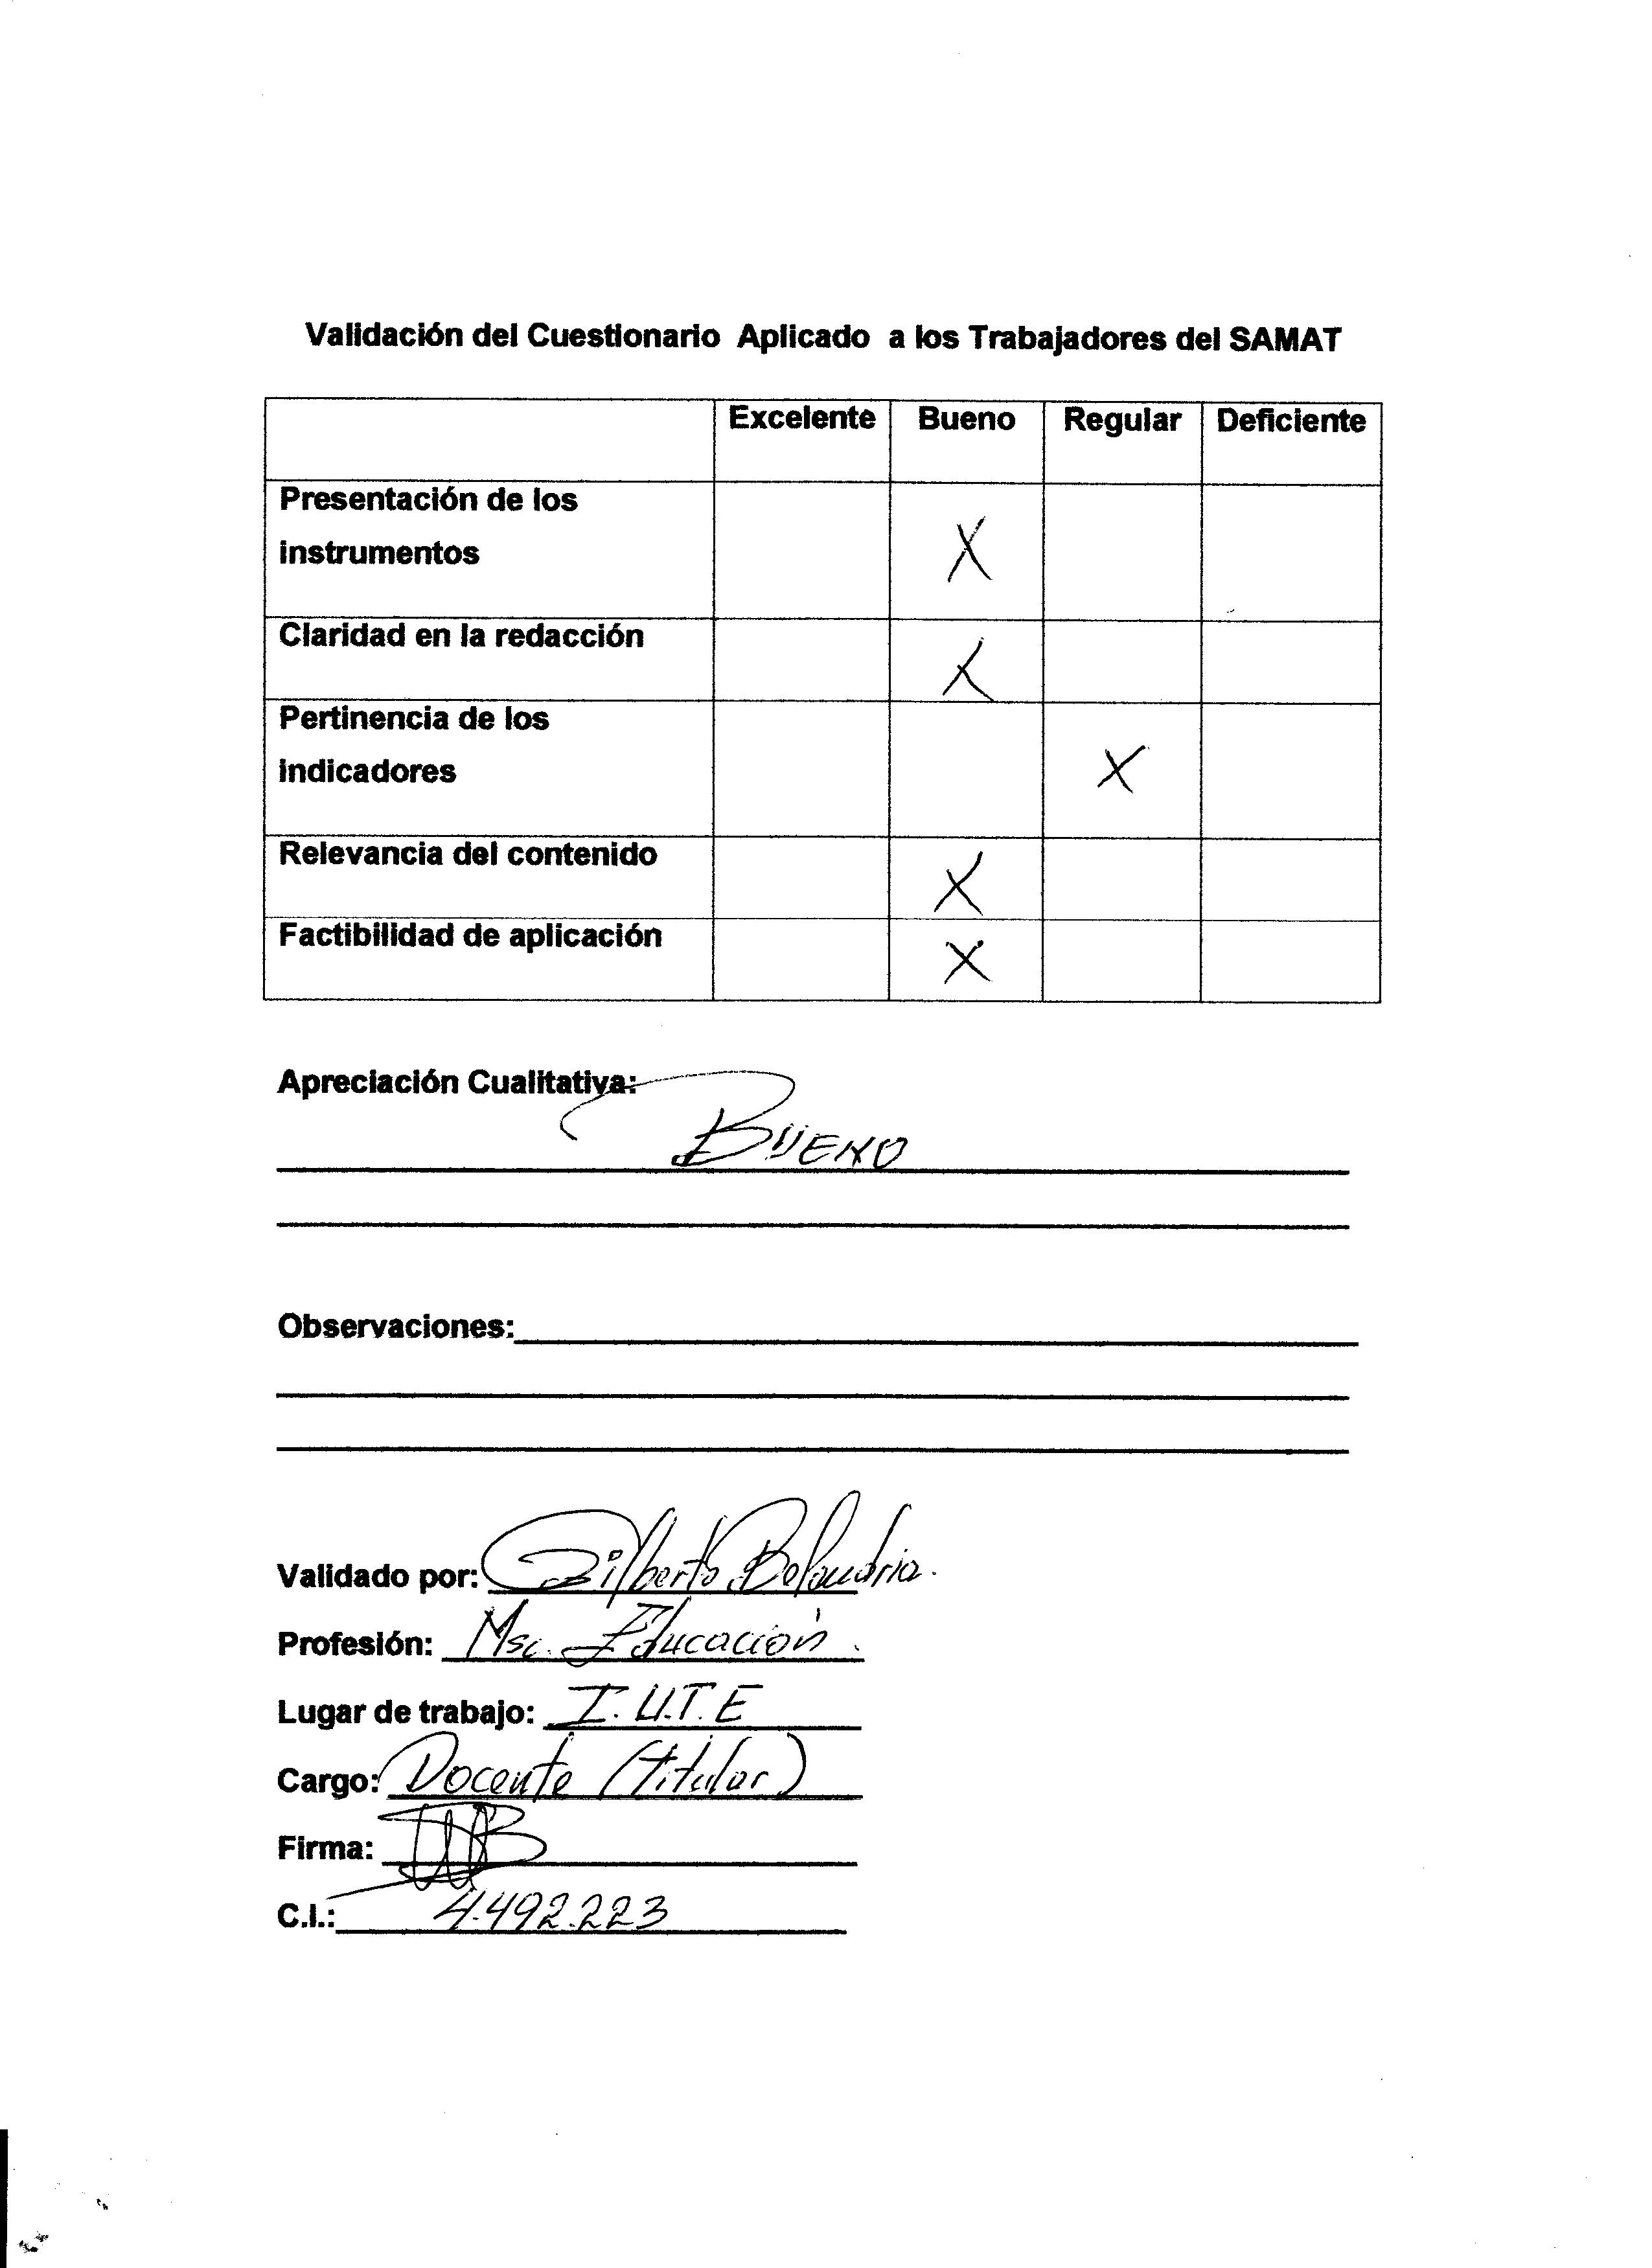 Validación del Cuestionario Aplicado a los Trabajadores del SAMAT
Excelente Bueno Regular Deficiente
Presentación de los
instrumentos X
Claridad en la redacción X
Pertinencia de los
indicadores X
Relevancia del contenido X
Factibilidad de aplicación X
Apreciación Cualitativa:
BUENO
Observaciones:
Validado por: Gilberto Belandria.
Profesión: Msc. Educación.
Lugar de trabajo: I.U.T.E
Cargo: Docente (titular)
Firma:
C.I.: 4.492.223